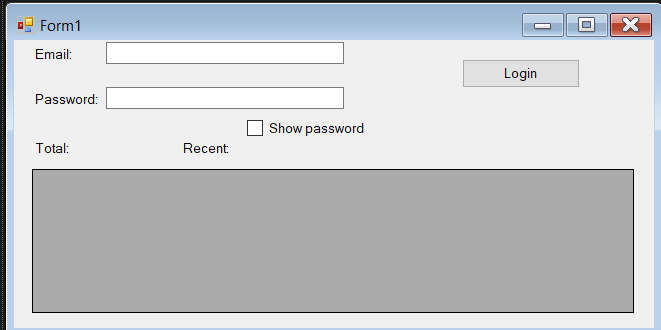 Form1
Email:
Login
Password:
Show password
Total:
Recent: